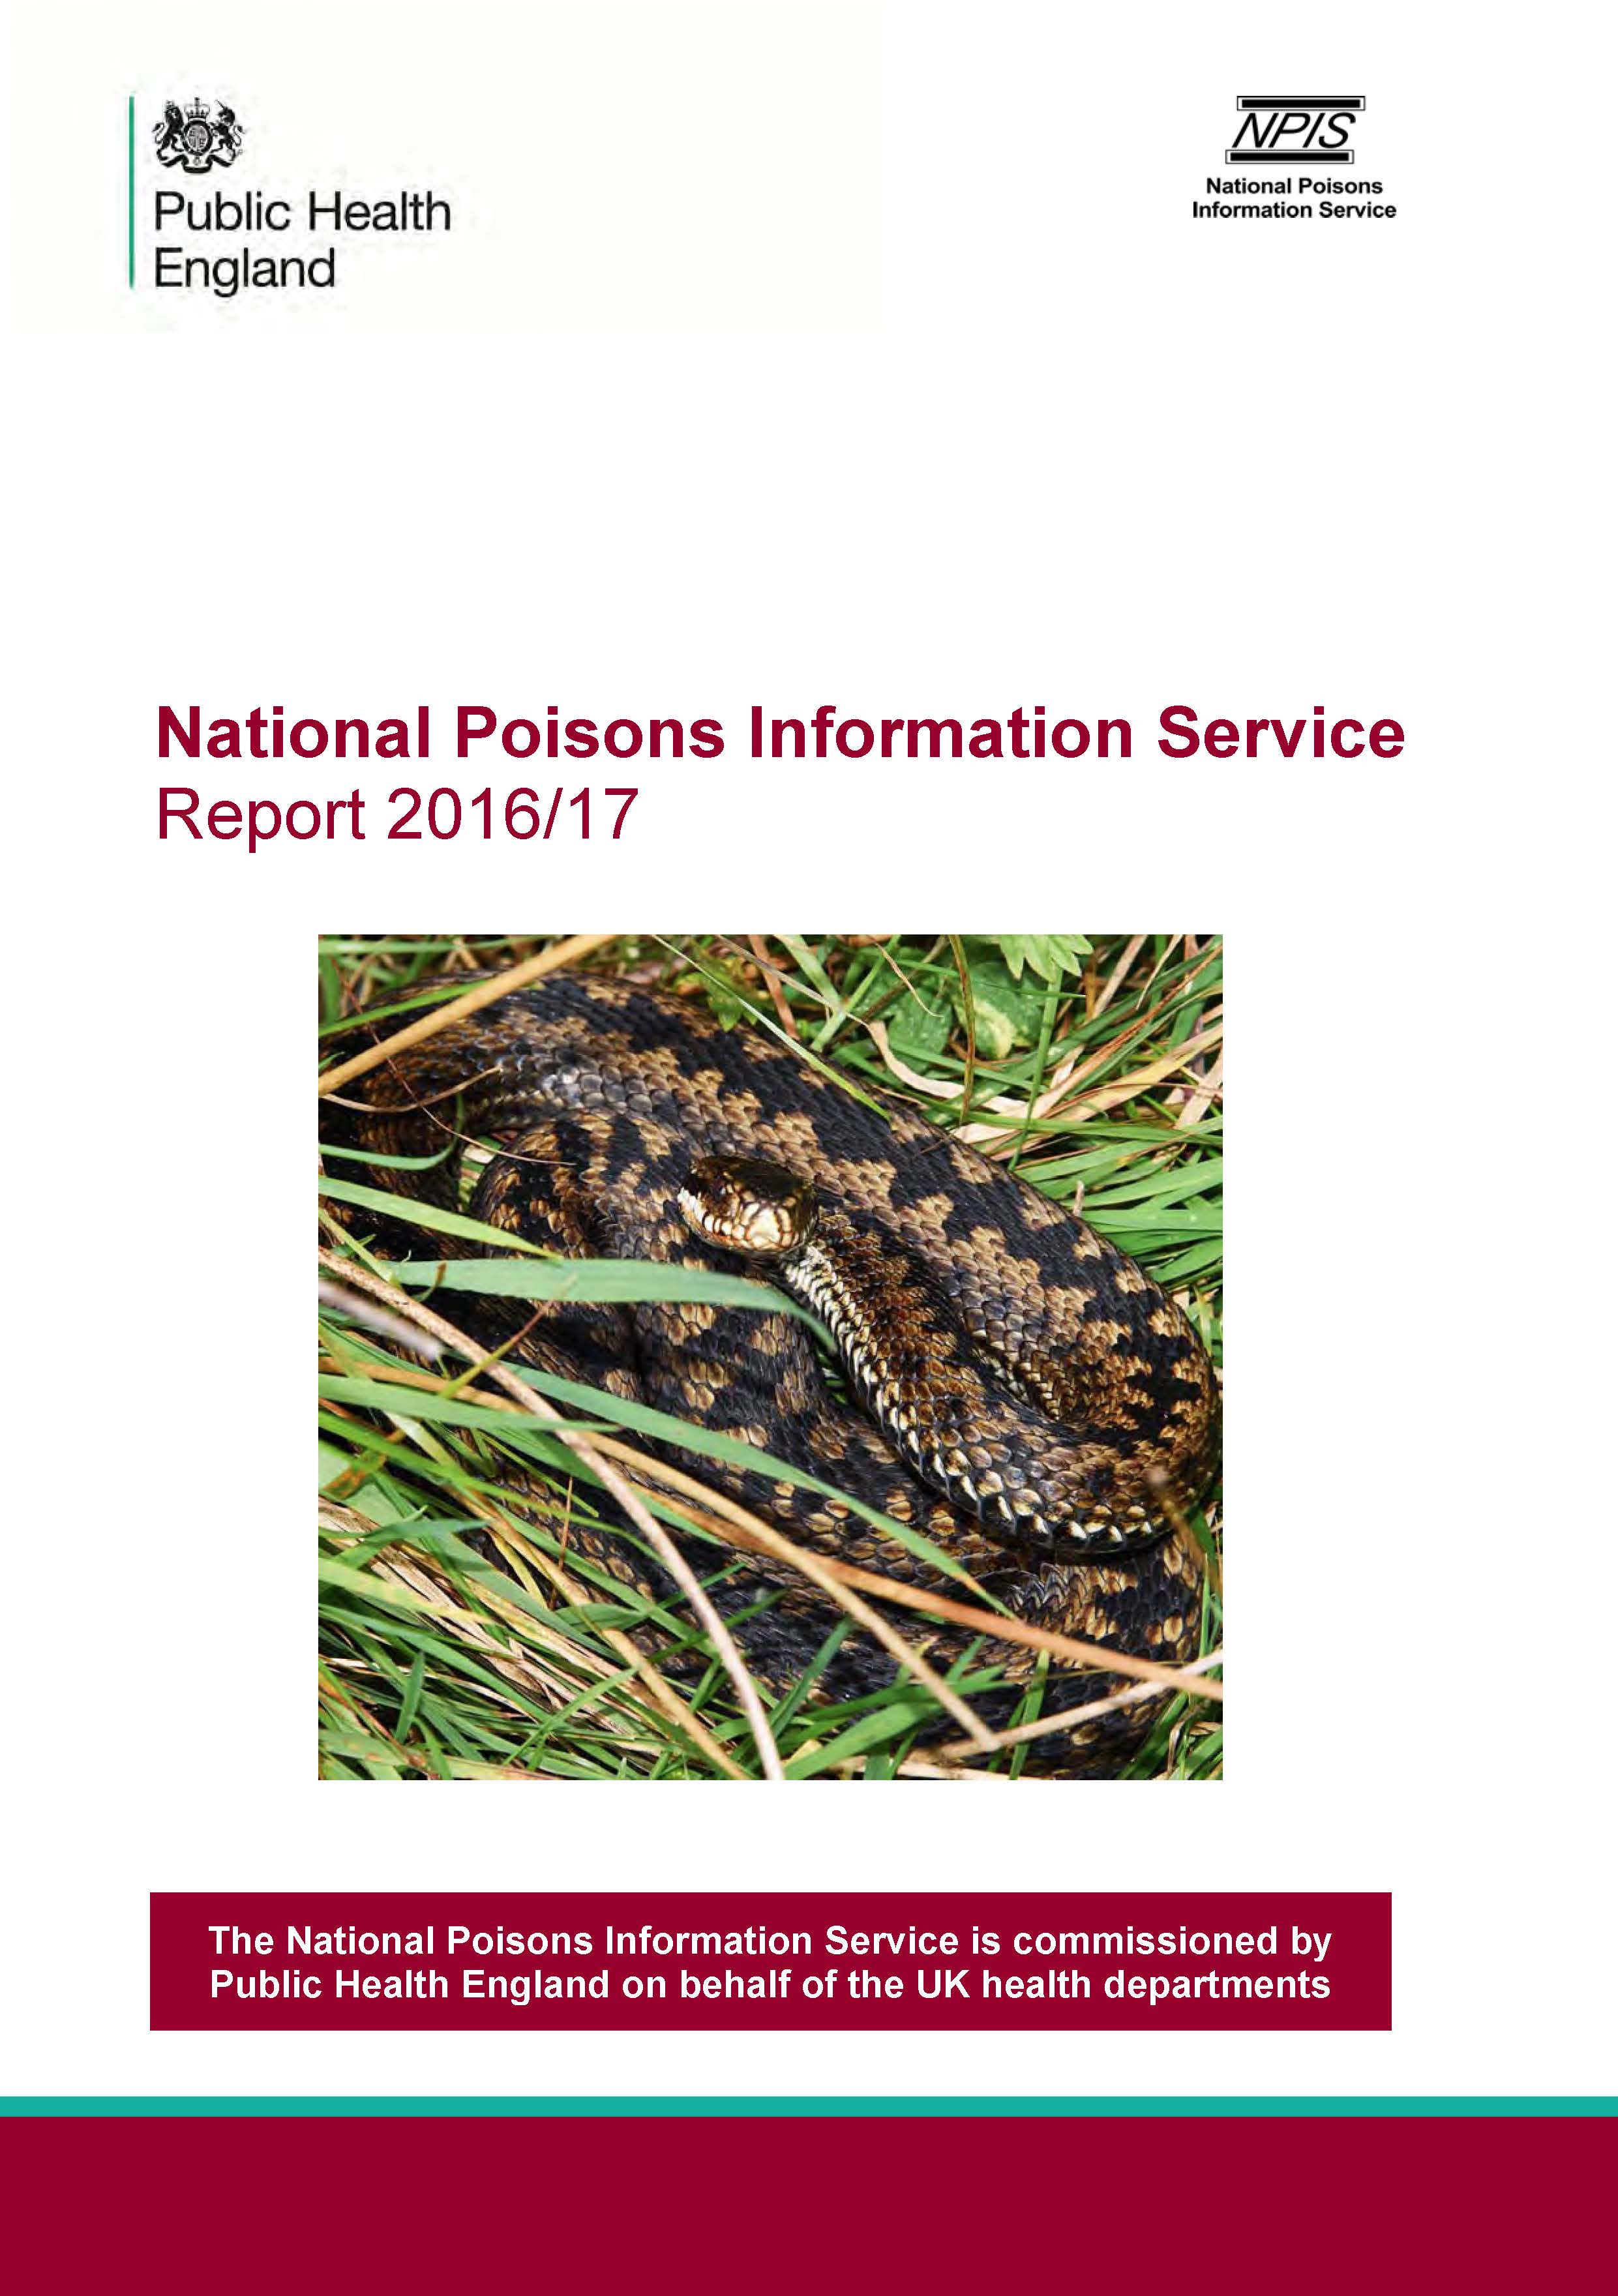 Public Health
England
NPIS
National Poisons
Information Service
National Poisons Information Service
Report 2016/17
The National Poisons Information Service is commissioned by
Public Health England on behalf of the UK health departments